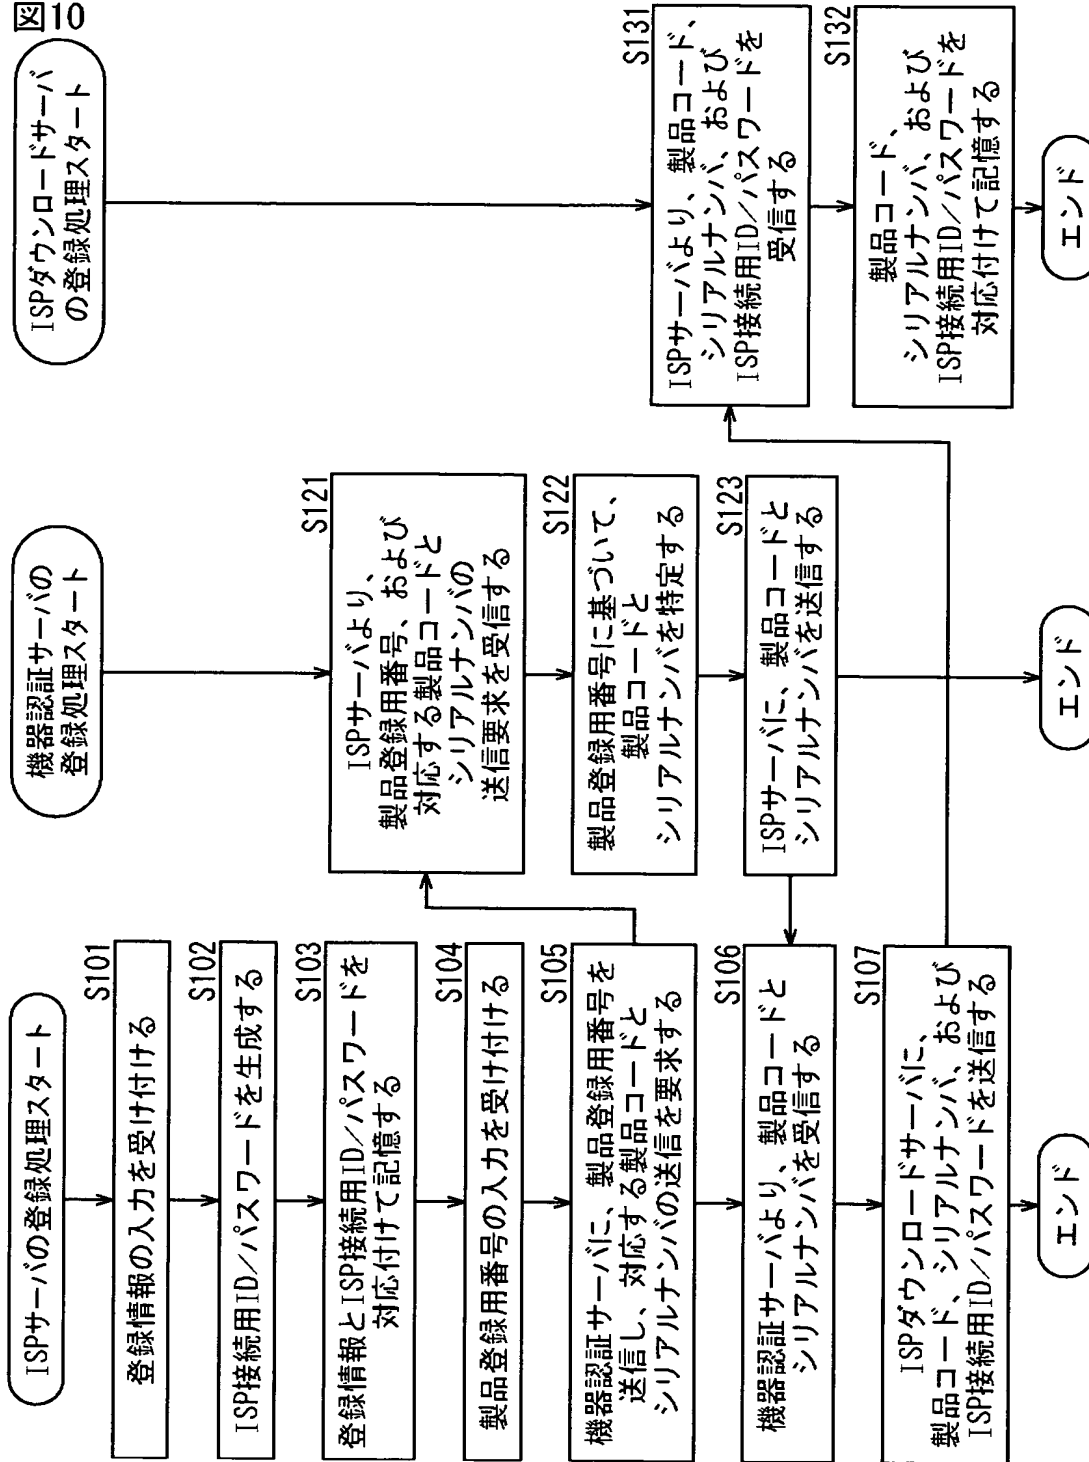 図10
ISPサーバの登録処理スタート
S101
登録情報の入力を受け付ける
S102
ISP接続用ID/パスワードを生成する
S103
登録情報とISP接続用ID/パスワードを
対応付けて記憶する
S104
製品登録用番号の入力を受け付ける
S105
機器認証サーバに、製品登録用番号を
送信し、対応する製品コードと
シリアルナンバの送信を要求する
S106
機器認証サーバより、製品コードと
シリアルナンバを受信する
S107
ISPダウンロードサーバに、
製品コード、シリアルナンバ、および
ISP接続用ID/パスワードを送信する
エンド
機器認証サーバの
登録処理スタート
S121
ISPサーバより、
製品登録用番号、および
対応する製品コードと
シリアルナンバの
送信要求を受信する
S122
製品登録用番号に基づいて、
製品コードと
シリアルナンバを特定する
S123
ISPサーバに、製品コードと
シリアルナンバを送信する
エンド
ISPダウンロードサーバ
の登録処理スタート
S131
ISPサーバより、製品コード、
シリアルナンバ、および
ISP接続用ID/パスワードを
受信する
S132
製品コード、
シリアルナンバ、および
ISP接続用ID/パスワードを
対応付けて記憶する
エンド